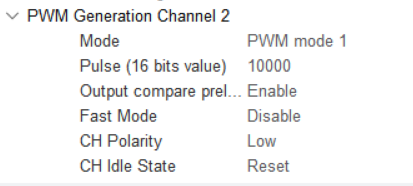 PWM Generation Channel 2
Mode PWM mode 1
Pulse (16 bits value) 10000
Output compare prel... Enable
Fast Mode Disable
CH Polarity Low
CH Idle State Reset